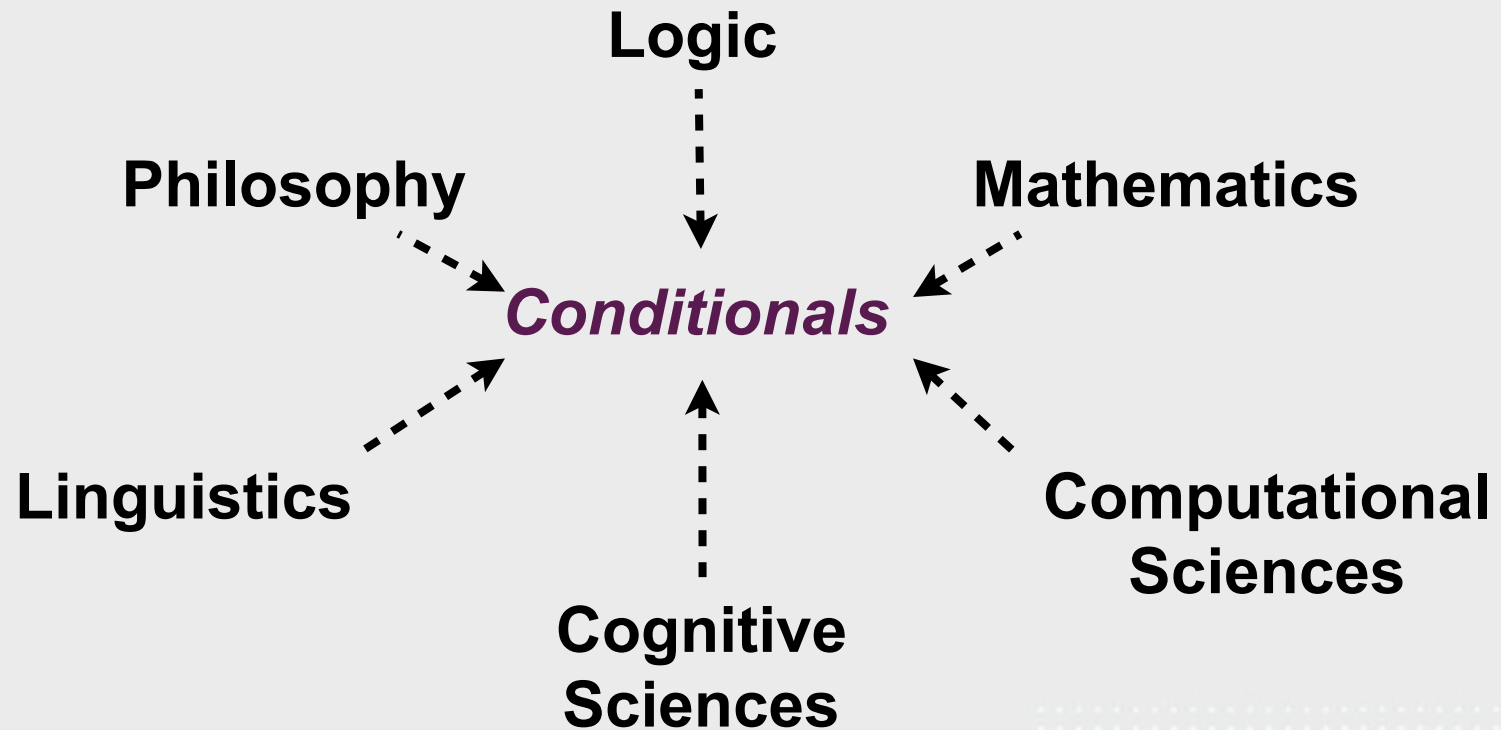 Logic
Philosophy
Mathematics
Conditionals
Linguistics
Computational
Sciences
Cognitive
Sciences